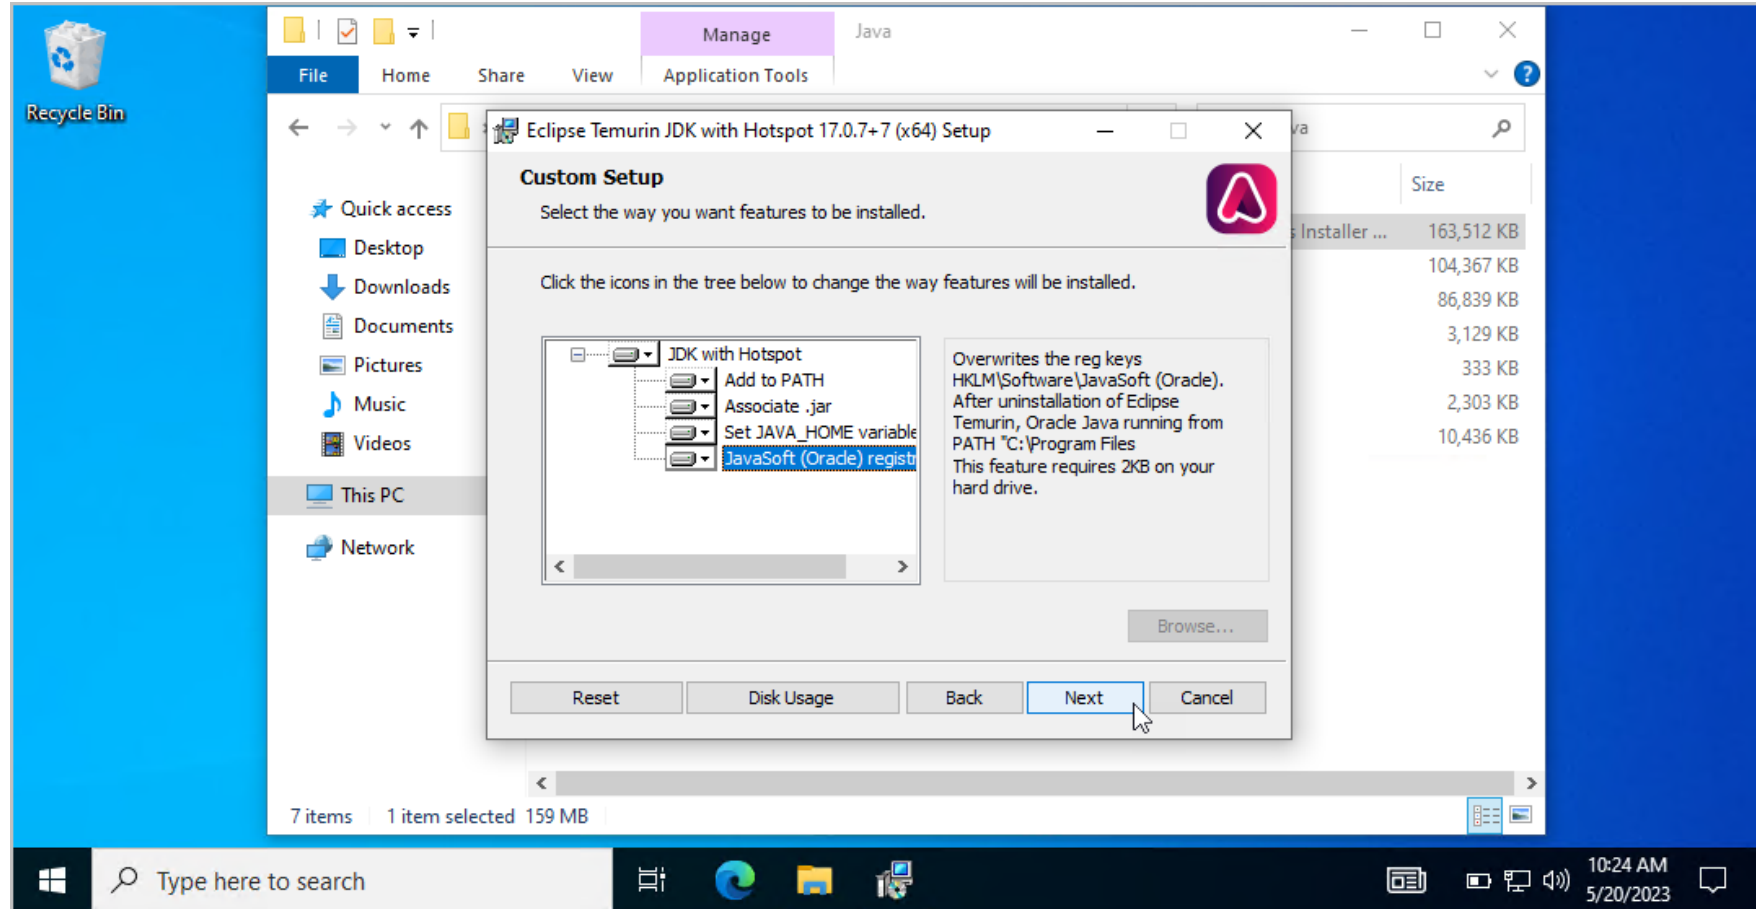 Recycle Bin
Manage
Java
File
Home
Share
View
Application Tools
Eclipse Temurin JDK with Hotspot 17.0.7+7 (x64) Setup
va
Custom Setup
Select the way you want features to be installed.
Size
Quick access
Desktop
Downloads
Documents
Pictures
Music
Videos
This PC
Network
Installer ...
163,512 KB
104,367 KB
86,839 KB
3,129 KB
333 KB
2,303 KB
10,436 KB
Click the icons in the tree below to change the way features will be installed.
JDK with Hotspot
Add to PATH
Associate .jar
Set JAVA_HOME variable
JavaSoft (Oracle) registr
Overwrites the reg keys
HKLM\Software\JavaSoft (Oracle).
After uninstallation of Eclipse
Temurin, Oracle Java running from
PATH "C:\Program Files
This feature requires 2KB on your
hard drive.
Browse...
Reset
Disk Usage
Back
Next
Cancel
7 items
1 item selected 159 MB
Type here to search
10:24 AM
5/20/2023